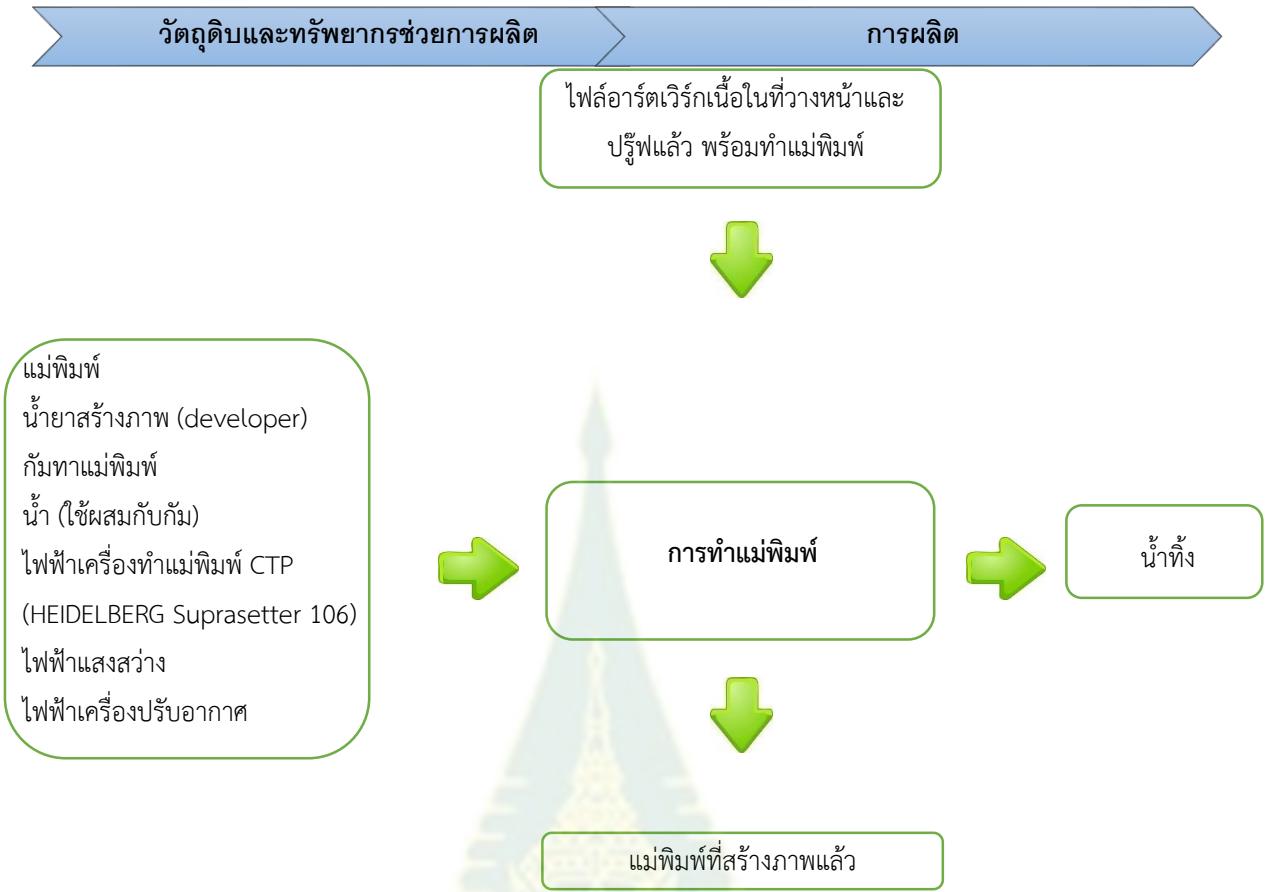 วัตถุดิบและทรัพยากรช่วยการผลิต
การผลิต
ไฟล์อาร์ตเวิร์กเนื้อในที่วางหน้าและ
ปรู๊ฟแล้ว พร้อมทำแม่พิมพ์
แม่พิมพ์
น้ำยาสร้างภาพ (developer)
กัมทาแม่พิมพ์
น้ำ (ใช้ผสมกับกัม)
ไฟฟ้าเครื่องทำแม่พิมพ์ CTP
(HEIDELBERG Suprasetter 106)
ไฟฟ้าแสงสว่าง
ไฟฟ้าเครื่องปรับอากาศ
การทำแม่พิมพ์
น้ำทิ้ง
แม่พิมพ์ที่สร้างภาพแล้ว